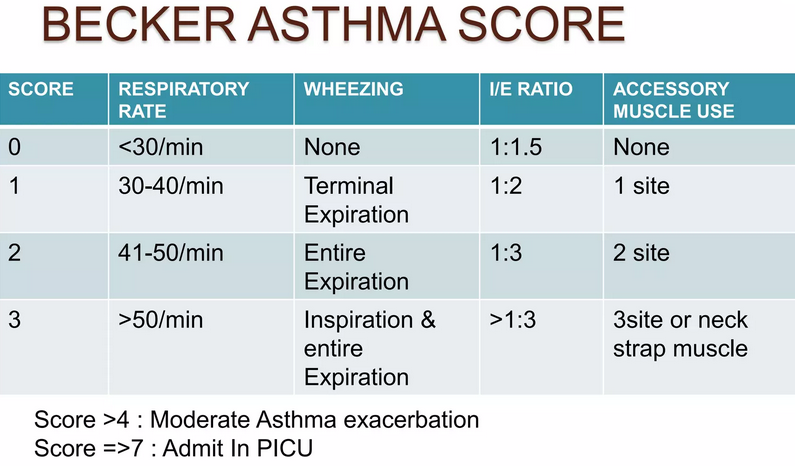 BECKER ASTHMA SCORE
SCORE RESPIRATORY RATE WHEEZING I/E RATIO ACCESSORY MUSCLE USE
0 <30/min None 1:1.5 None
1 30-40/min Terminal Expiration 1:2 1 site
2 41-50/min Entire Expiration 1:3 2 site
3 >50/min Inspiration & entire Expiration >1:3 3site or neck strap muscle
Score >4 : Moderate Asthma exacerbation
Score =>7 : Admit In PICU